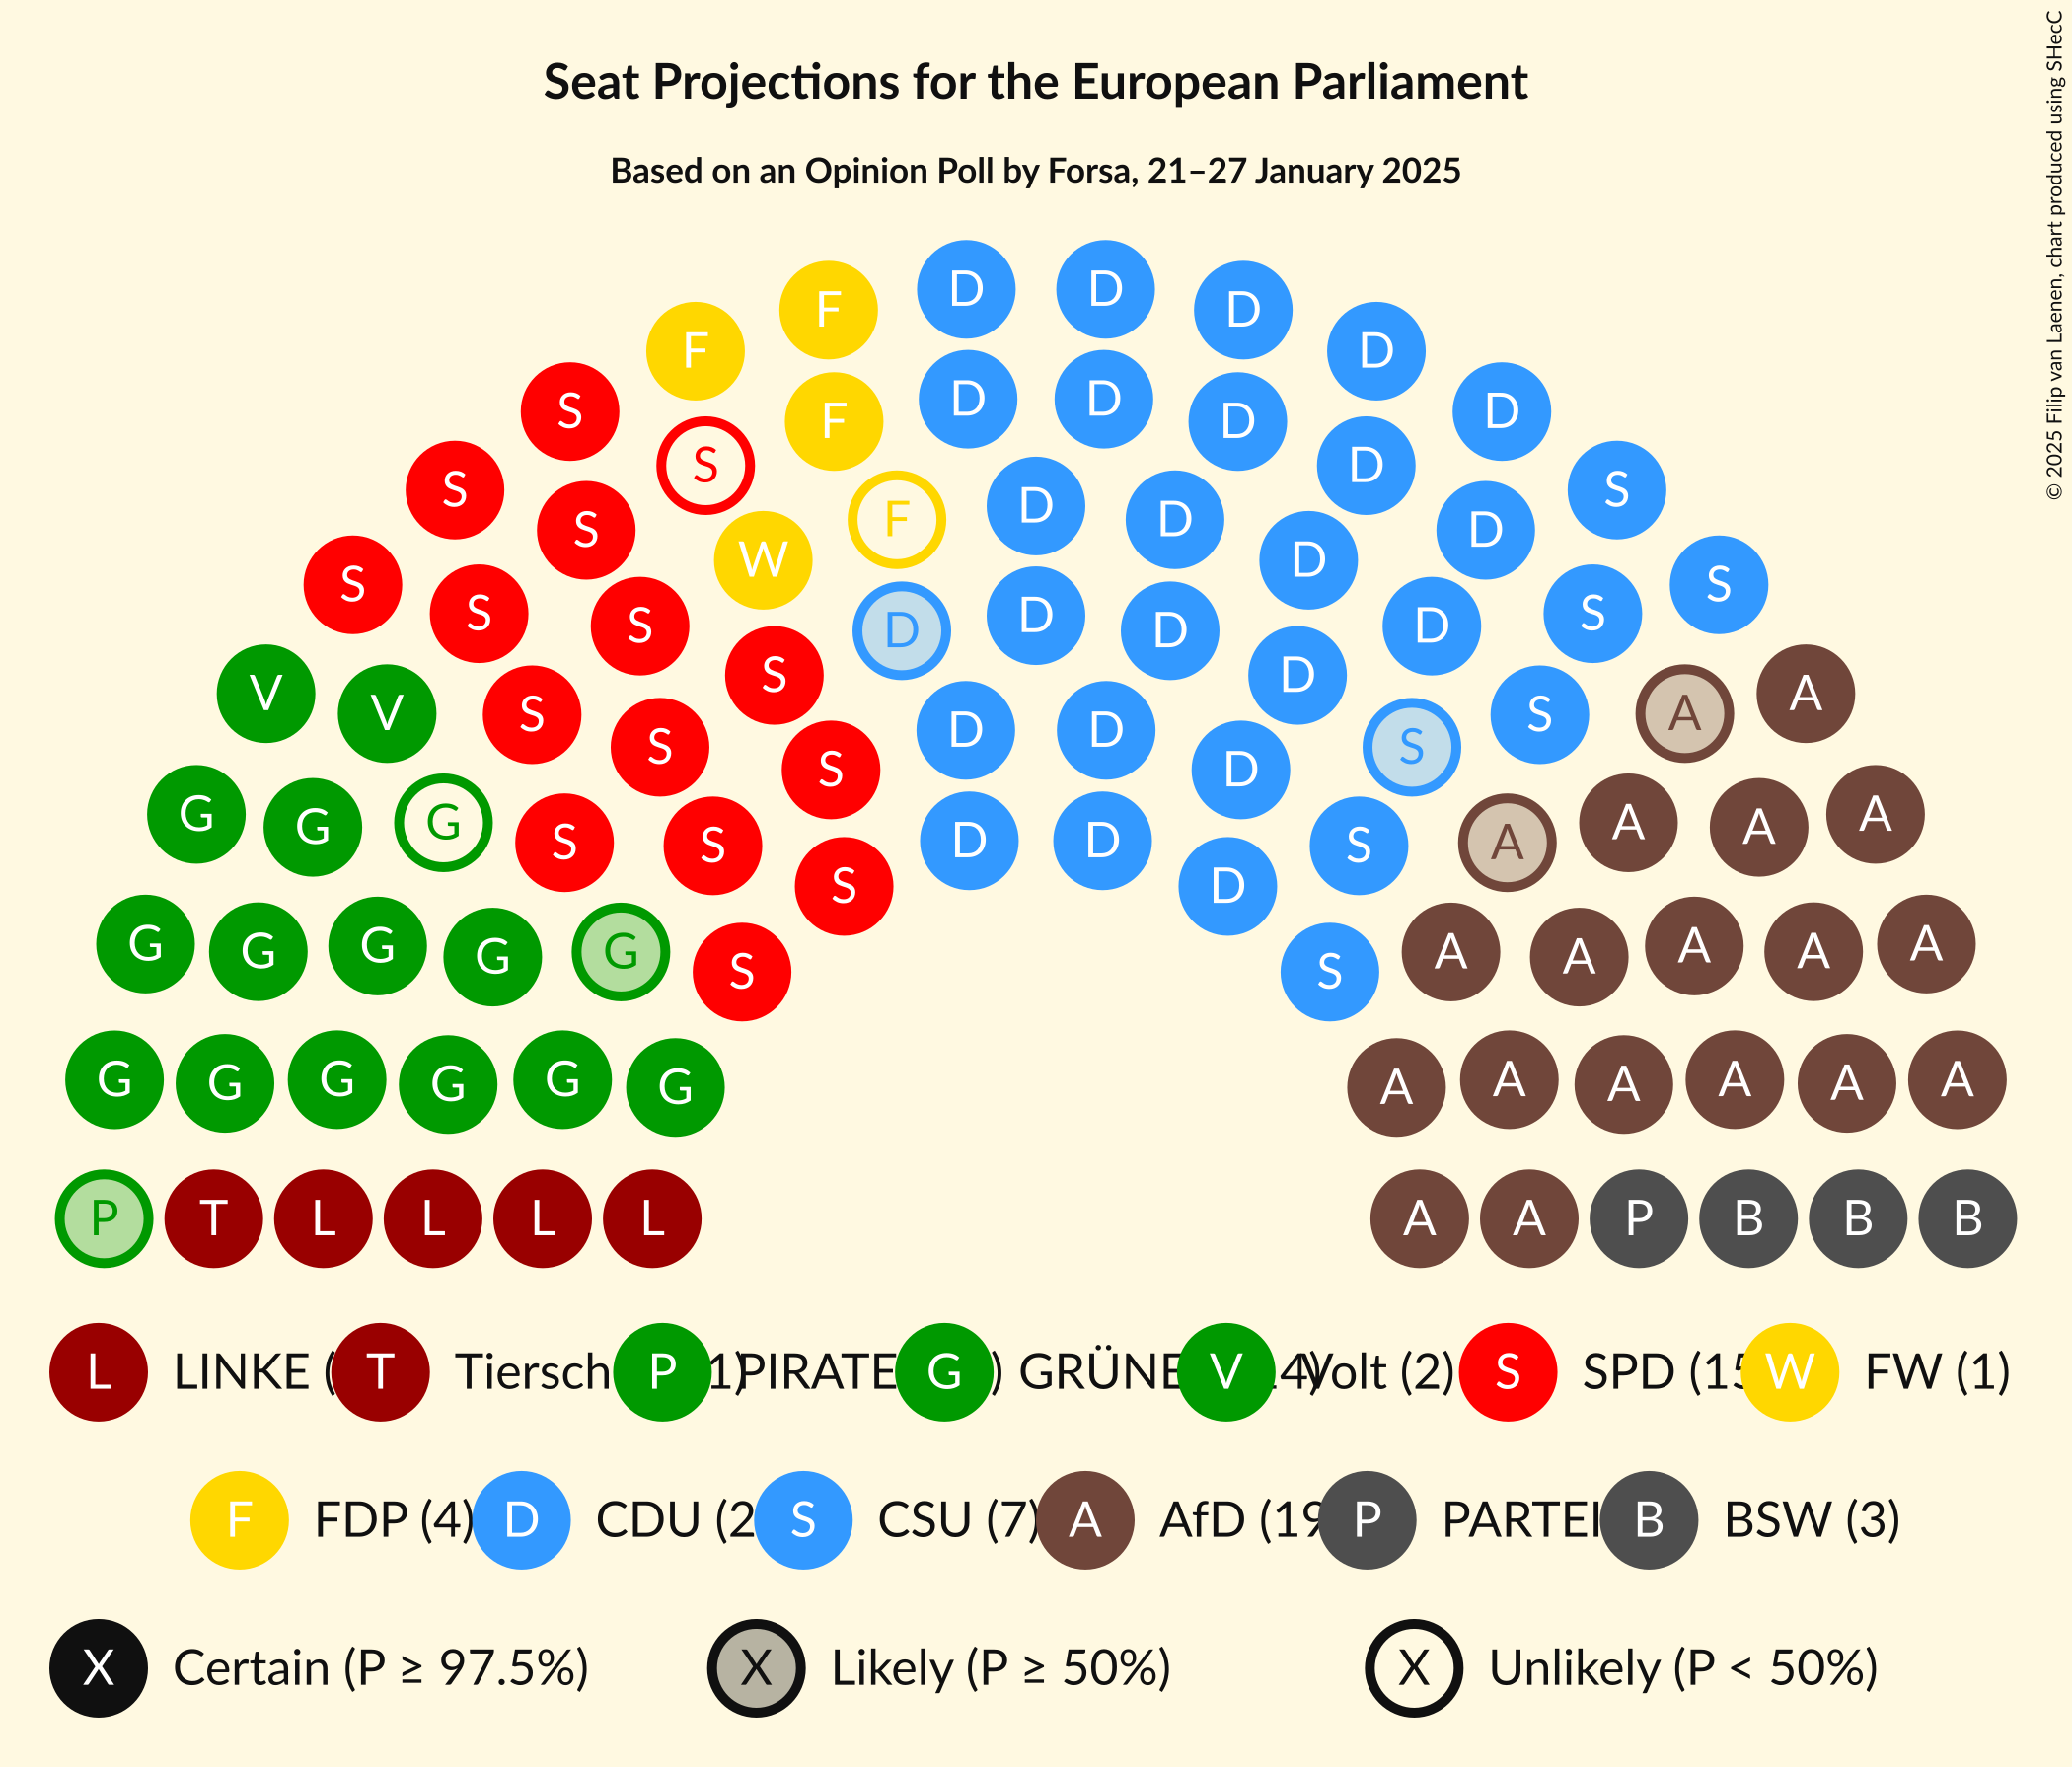 Seat Projections for the European Parliament
Based on an Opinion Poll by Forsa, 21–27 January 2025
© 2025 Filip van Laenen, chart produced using SHecC
D D
F D
F D
D D
S D
F D
S D
S S
D
F D
S D
W D
S S
S D S
S D D D
S D
V A
V S S A
D D
S S
S D
G A
G G A A
S S D D S A
S D
G G G G G A A A A A
S S
G G G G G G A A A A A A
P T L L L L A A P B B B
L LINKE ( T Tiersch P 1) PIRATE G ) GRÜNE V 4) Volt (2) S SPD (15 W FW (1)
F FDP (4) D CDU (2 S CSU (7) A AfD (19 P PARTEI B BSW (3)
X Certain (P ≥ 97.5%) X Likely (P ≥ 50%) X Unlikely (P < 50%)